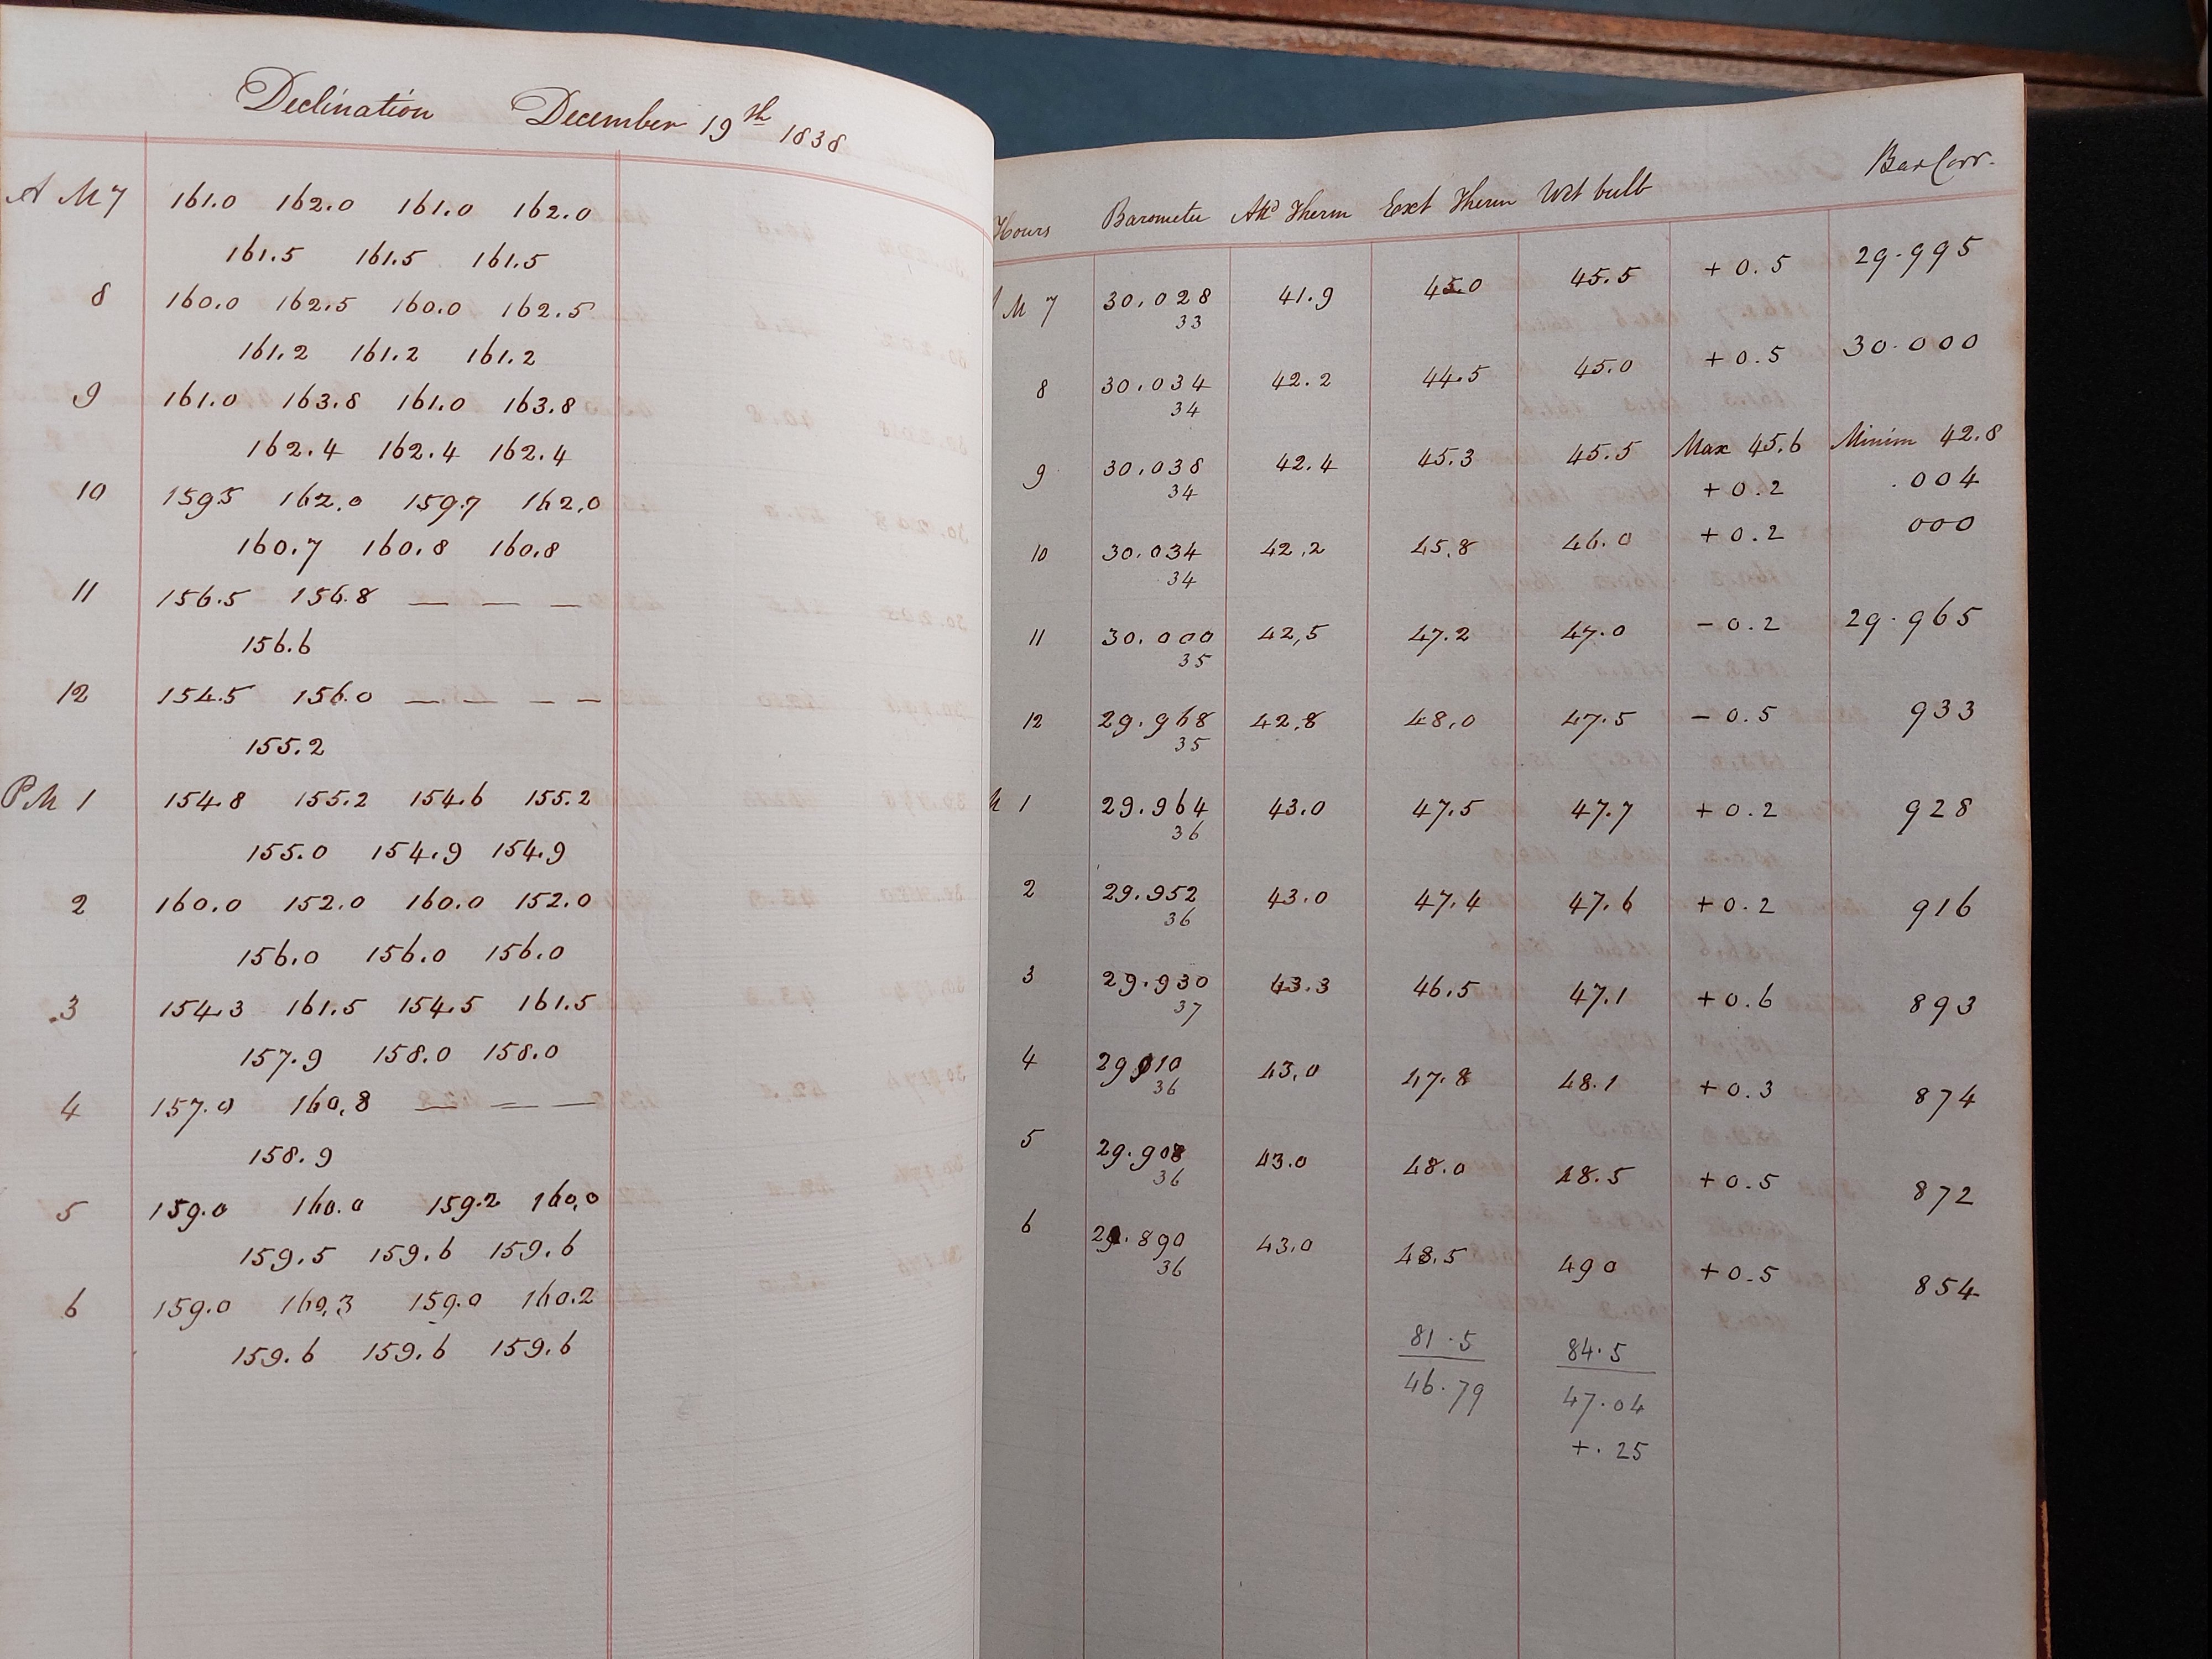 Declination December 19th 1838
A M 7 161.0 162.0 161.0 162.0
161.5 161.5 161.5
8 160.0 162.5 160.0 162.5
161.2 161.2 161.2
9 161.0 163.8 161.0 163.8
162.4 162.4 162.4
10 159.5 162.0 159.7 162.0
160.7 160.8 160.8
11 156.5 156.8 — — —
156.6
12 154.5 156.0 — — — —
155.2
P M 1 154.8 155.2 154.6 155.2
155.0 154.9 154.9
2 160.0 152.0 160.0 152.0
156.0 156.0 156.0
3 154.3 161.5 154.5 161.5
157.9 158.0 158.0
4 157.0 160.8 — — —
158.9
5 159.0 160.0 159.2 160.0
159.5 159.6 159.6
6 159.0 160.3 159.0 160.2
159.6 159.6 159.6
Hours Barometer Attd Therm Ext Therm Wet bulb Bar Corr.
M 7 30.028 41.9 45.0 45.5 + 0.5 29.995
33
8 30.034 42.2 44.5 45.0 + 0.5 30.000
34
9 30.038 42.4 45.3 45.5 Max 45.6 Minim 42.8
34 + 0.2 .004
10 30.034 42.2 45.8 46.0 + 0.2 000
34
11 30.000 42.5 47.2 47.0 - 0.2 29.965
35
12 29.968 42.8 48.0 47.5 - 0.5 933
35
1 29.964 43.0 47.5 47.7 + 0.2 928
36
2 29.952 43.0 47.4 47.6 + 0.2 916
36
3 29.930 43.3 46.5 47.1 + 0.6 893
37
4 29910 43.0 47.8 48.1 + 0.3 874
36
5 29.908 43.0 48.0 48.5 + 0.5 872
36
6 29.890 43.0 48.5 490 + 0.5 854
36
81.5 84.5
46.79 47.04
+.25